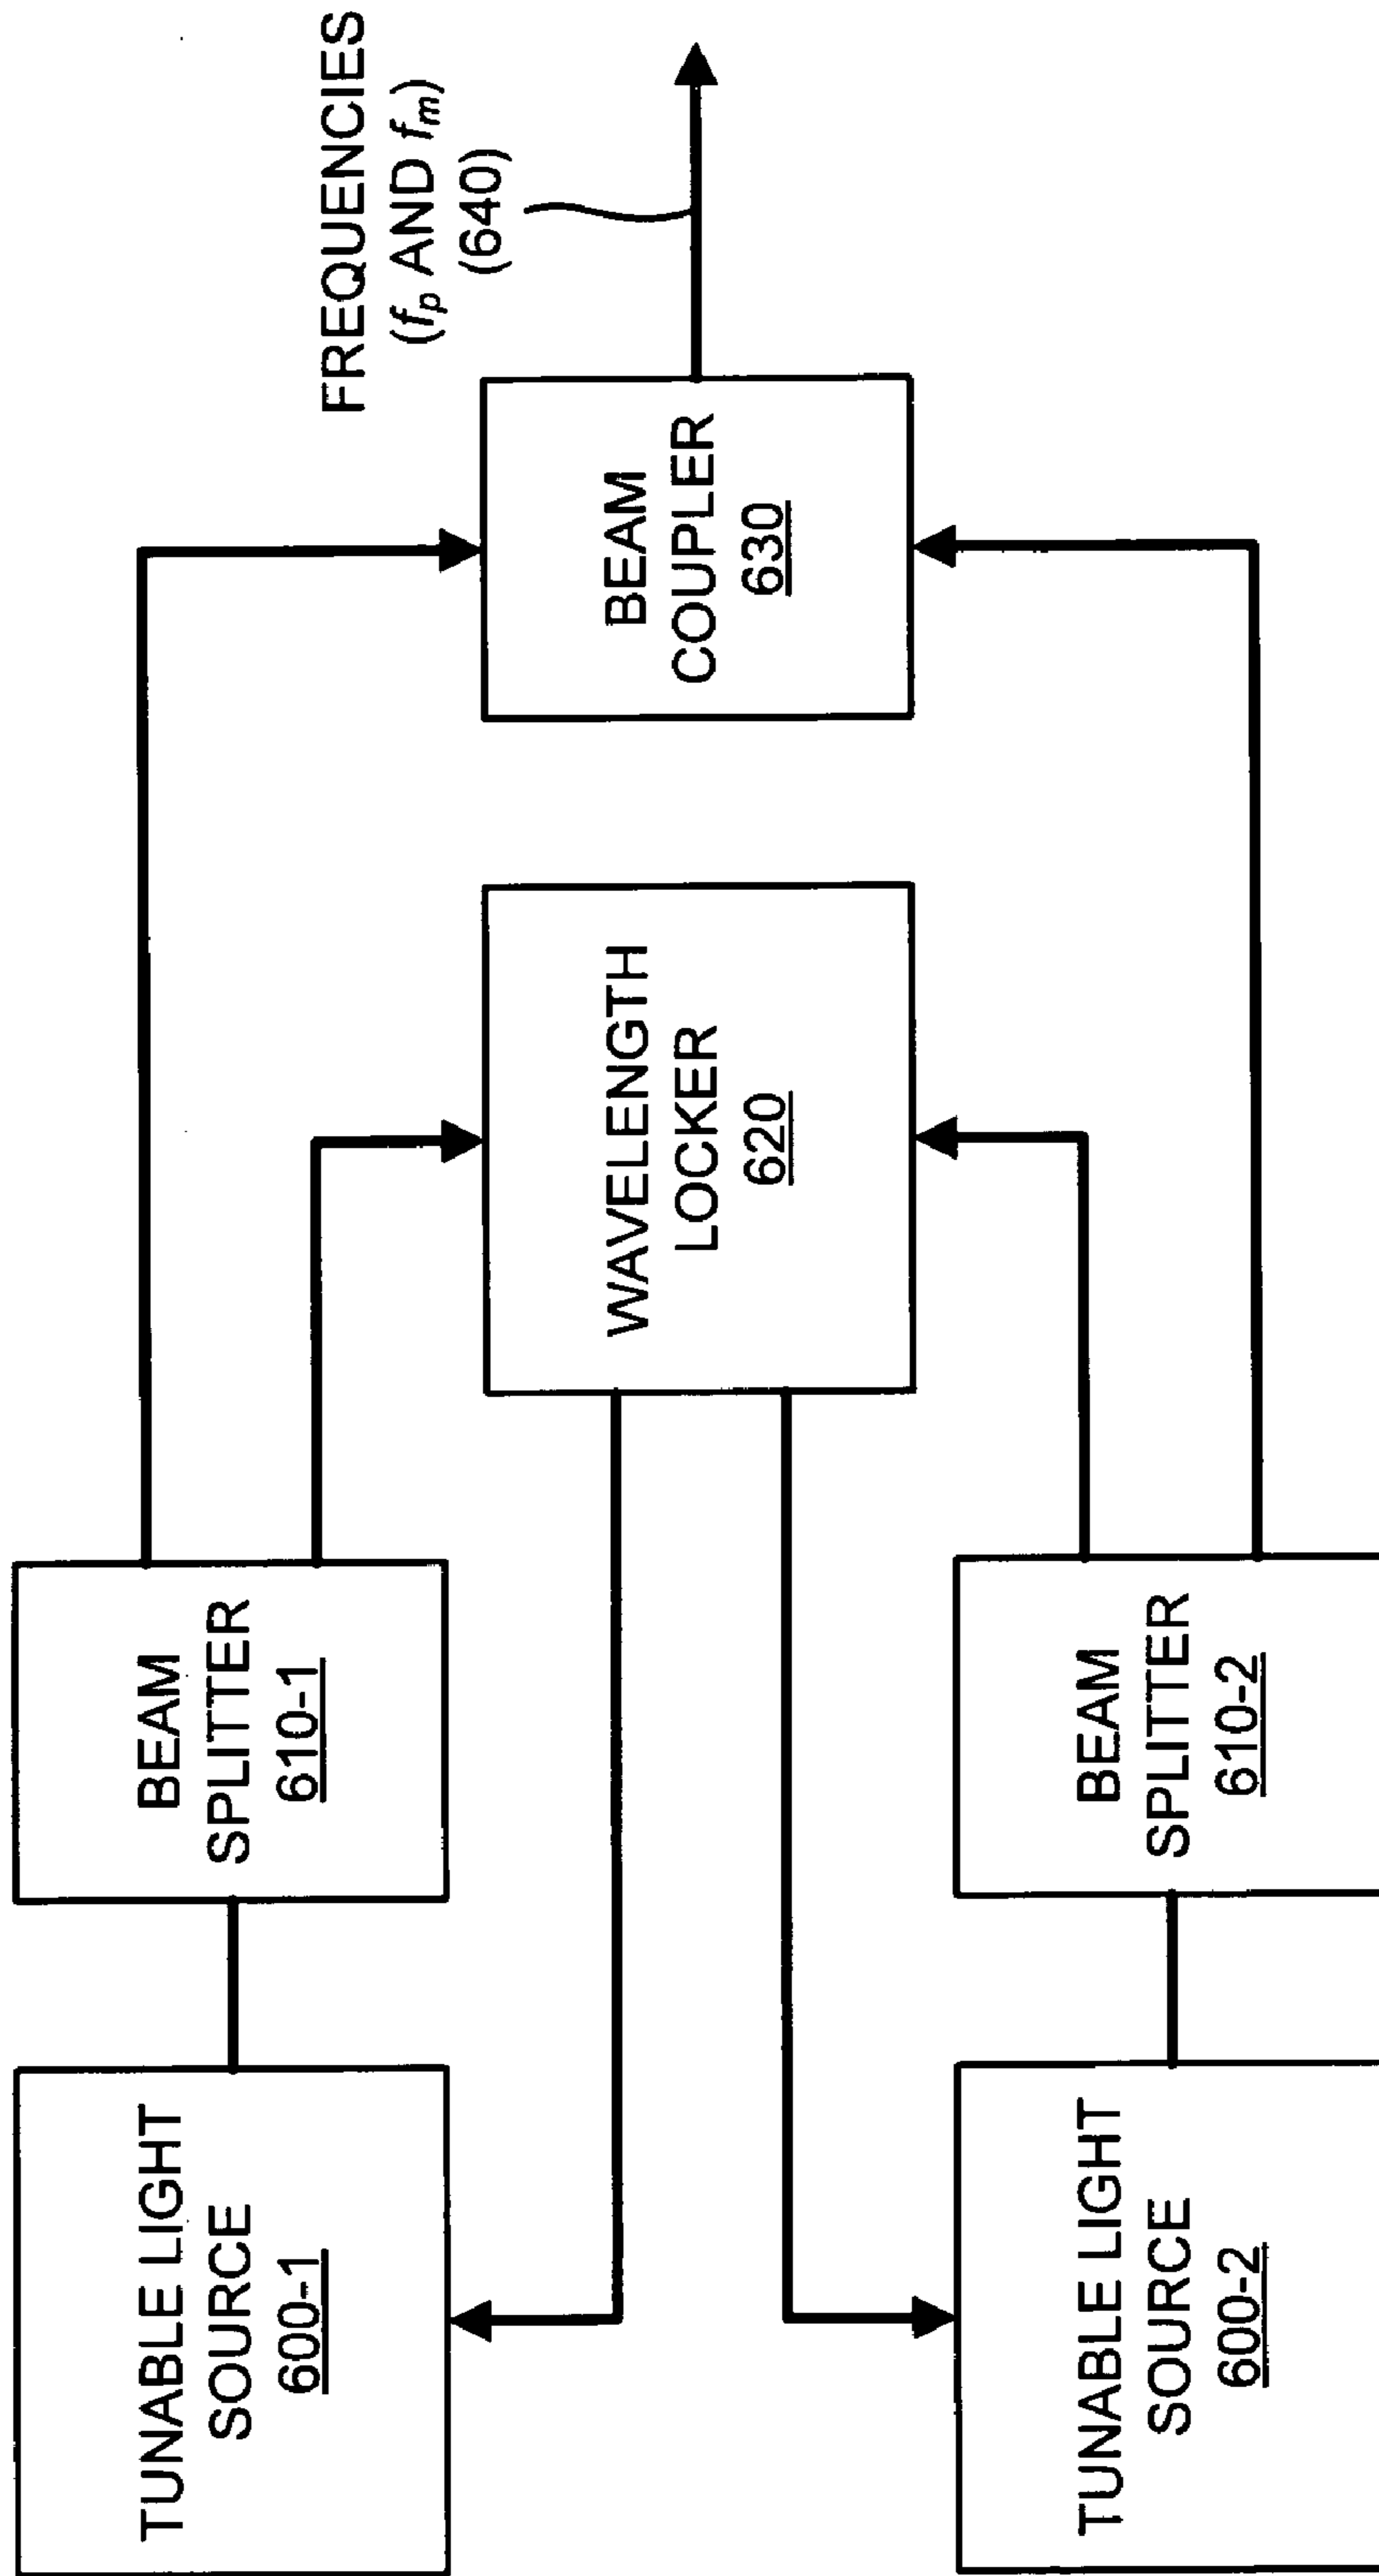 TUNABLE LIGHT
SOURCE
600-1
BEAM
SPLITTER
610-1
FREQUENCIES
(fp AND fm)
(640)
WAVELENGTH
LOCKER
620
BEAM
COUPLER
630
TUNABLE LIGHT
SOURCE
600-2
BEAM
SPLITTER
610-2